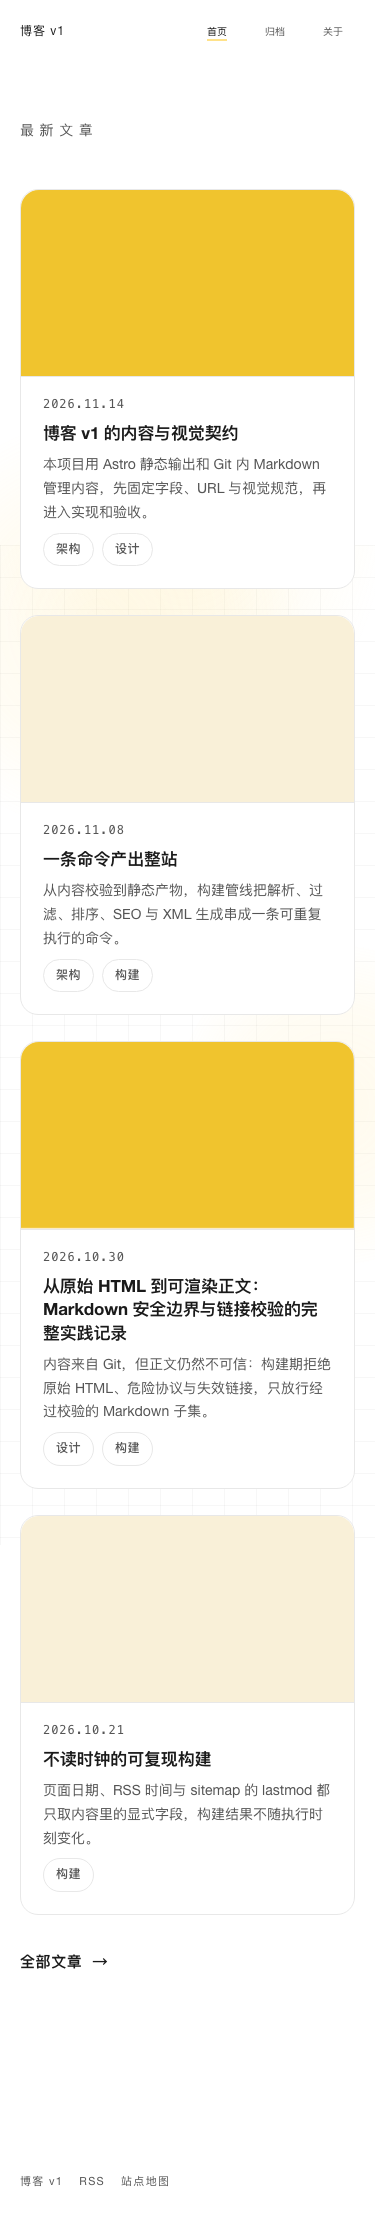 博客 v1 首页 归档 关于
最新文章
2026.11.14
博客 v1 的内容与视觉契约
本项目用 Astro 静态输出和 Git 内 Markdown
管理内容，先固定字段、URL 与视觉规范，再
进入实现和验收。
架构 设计
2026.11.08
一条命令产出整站
从内容校验到静态产物，构建管线把解析、过
滤、排序、SEO 与 XML 生成串成一条可重复
执行的命令。
架构 构建
2026.10.30
从原始 HTML 到可渲染正文：
Markdown 安全边界与链接校验的完
整实践记录
内容来自 Git，但正文仍然不可信：构建期拒绝
原始 HTML、危险协议与失效链接，只放行经
过校验的 Markdown 子集。
设计 构建
2026.10.21
不读时钟的可复现构建
页面日期、RSS 时间与 sitemap 的 lastmod 都
只取内容里的显式字段，构建结果不随执行时
刻变化。
构建
全部文章 →
博客 v1 RSS 站点地图